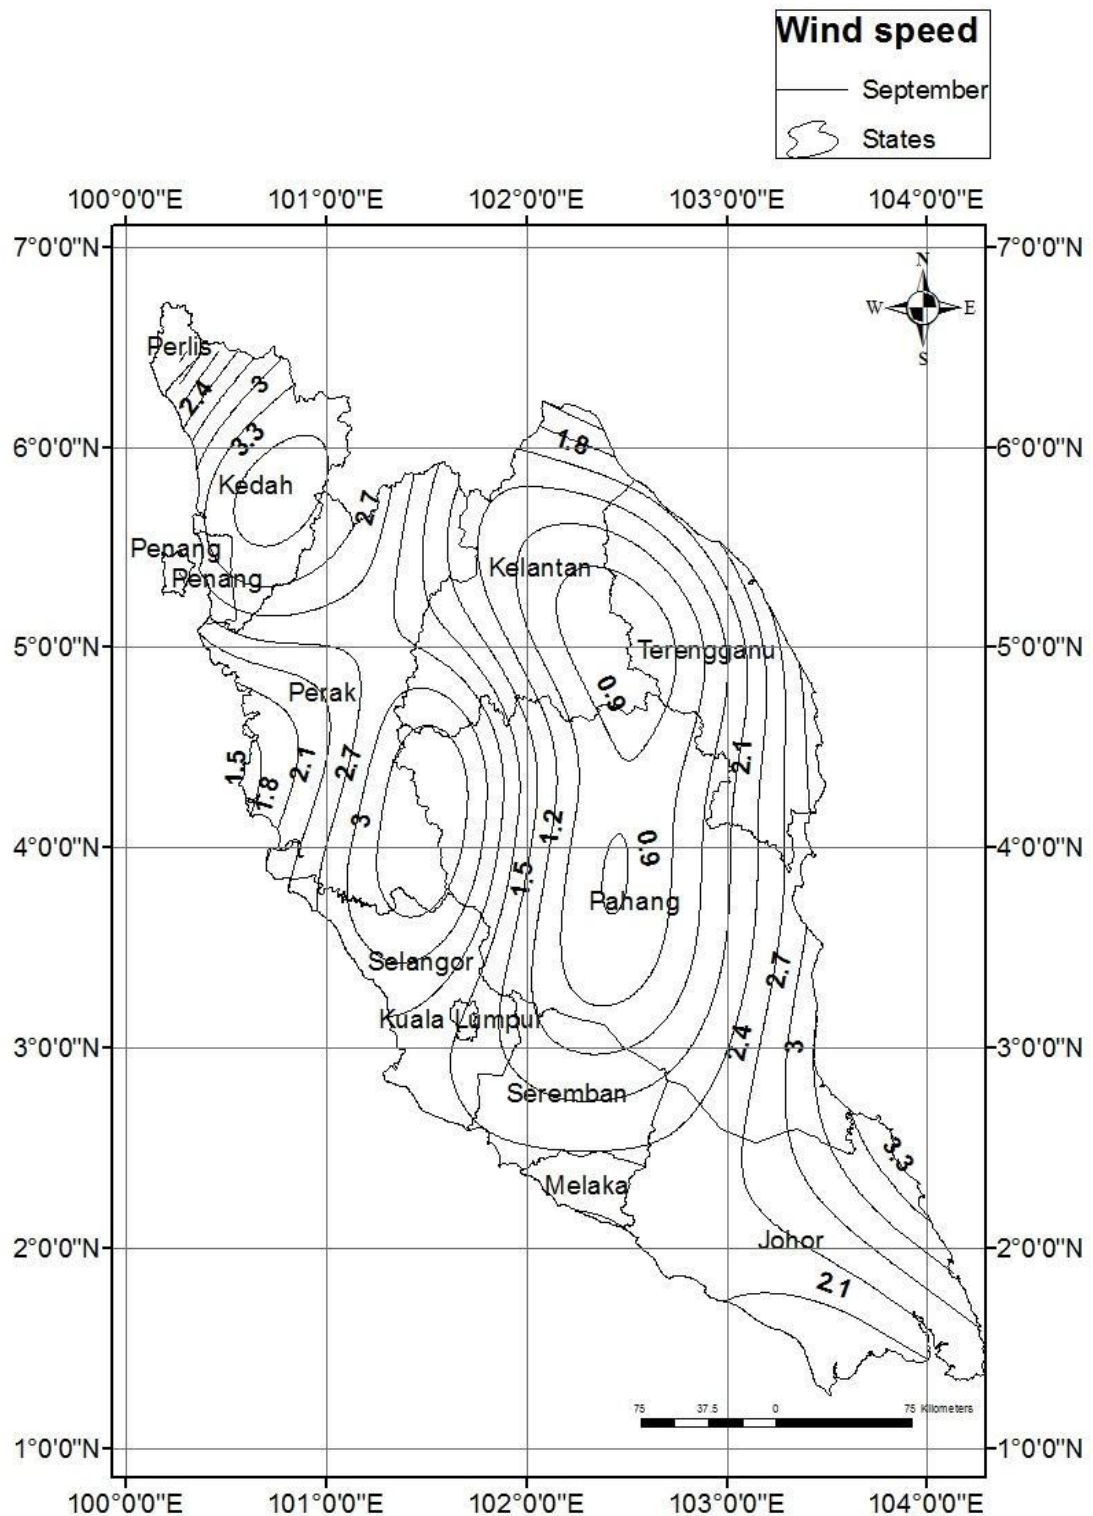 Wind speed
September
States
100°0'0"E 101°0'0"E 102°0'0"E 103°0'0"E 104°0'0"E
7°0'0"N 7°0'0"N
N
W E
S
Perlis
2.4 3
3.3
1.8
6°0'0"N 6°0'0"N
Kedah
2.7
Penang
Kelantan
Penang
5°0'0"N Terengganu 5°0'0"N
Perak 0.6
1.5 1.8 2.1 2.7 2.1
3 1.2 0.9
4°0'0"N 4°0'0"N
1.5
Pahang
Selangor 2.7
Kuala Lumpur
3°0'0"N 2.4 3 3°0'0"N
Seremban
3.3
Melaka
2°0'0"N Johor 2°0'0"N
2.1
75 37.5 0 75 Kilometers
1°0'0"N 1°0'0"N
100°0'0"E 101°0'0"E 102°0'0"E 103°0'0"E 104°0'0"E